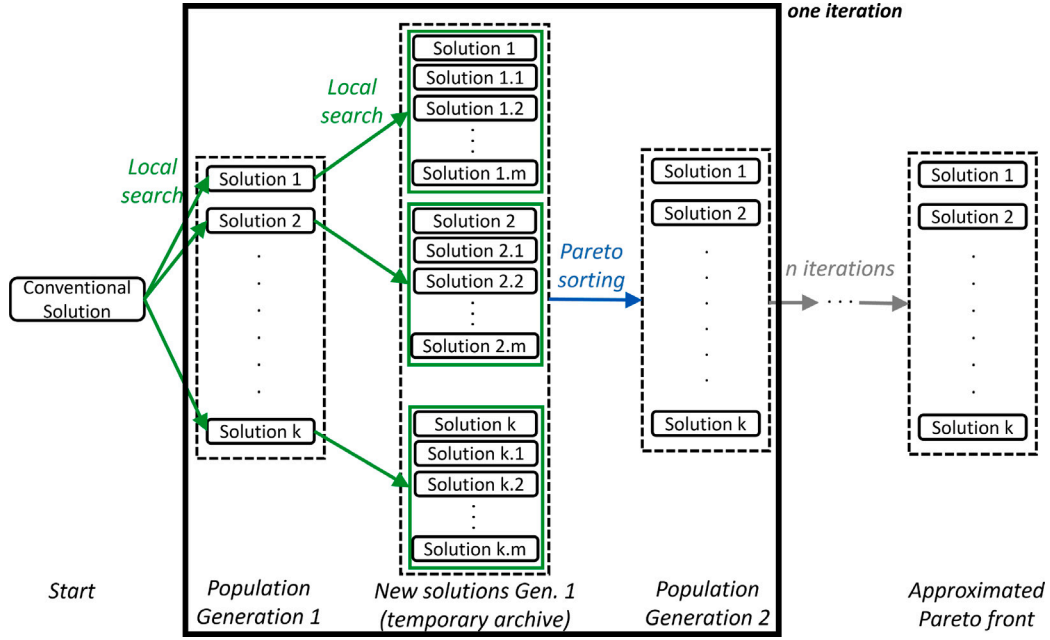 one iteration
Local
search
Conventional
Solution
Local
search
Solution 1
Solution 2
Solution k
Solution 1
Solution 1.1
Solution 1.2
Solution 1.m
Solution 2
Solution 2.1
Solution 2.2
Solution 2.m
Solution k
Solution k.1
Solution k.2
Solution k.m
Pareto
sorting
Solution 1
Solution 2
Solution k
n iterations
Solution 1
Solution 2
Solution k
Start
Population
Generation 1
New solutions Gen. 1
(temporary archive)
Population
Generation 2
Approximated
Pareto front